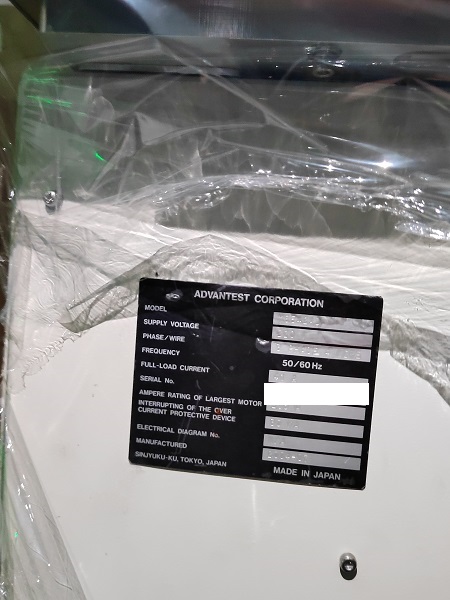 ADVANTEST CORPORATION
MODEL
SUPPLY VOLTAGE
PHASE/WIRE
FREQUENCY 50/60Hz
FULL-LOAD CURRENT
SERIAL No.
AMPERE RATING OF LARGEST MOTOR
INTERRUPTING OF THE OVER
CURRENT PROTECTIVE DEVICE
ELECTRICAL DIAGRAM No.
MANUFACTURED
SINJYUKU-KU, TOKYO, JAPAN
MADE IN JAPAN